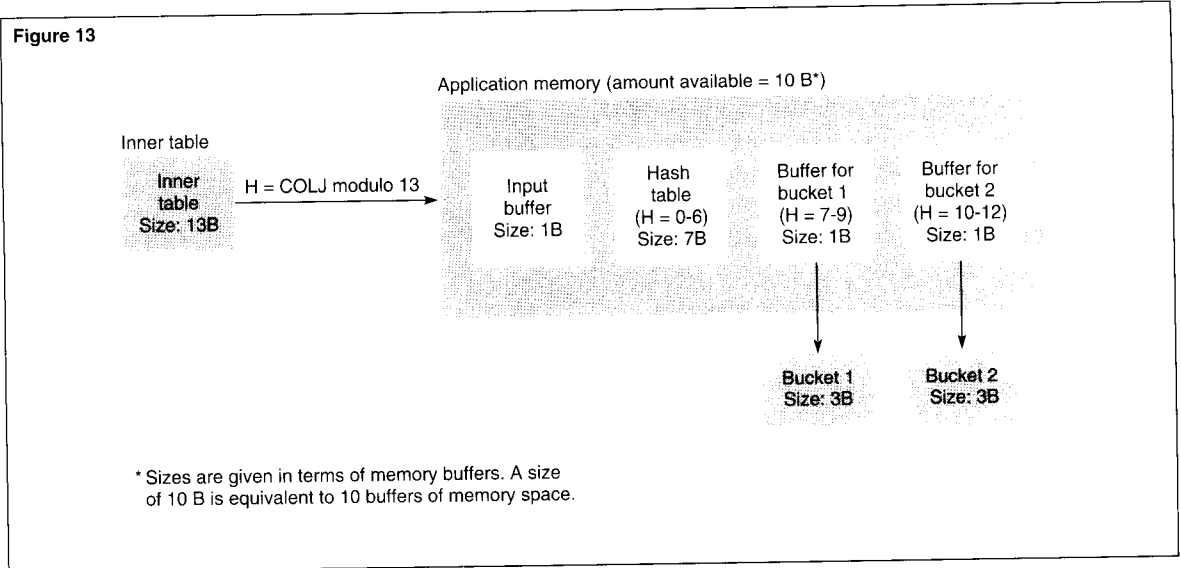 Figure 13
Application memory (amount available = 10 B*)
Inner table
Inner
table
Size: 13B
H = COLJ modulo 13
Input
buffer
Size: 1B
Hash
table
(H = 0-6)
Size: 7B
Buffer for
bucket 1
(H = 7-9)
Size: 1B
Buffer for
bucket 2
(H = 10-12)
Size: 1B
Bucket 1
Size: 3B
Bucket 2
Size: 3B
* Sizes are given in terms of memory buffers. A size
of 10 B is equivalent to 10 buffers of memory space.